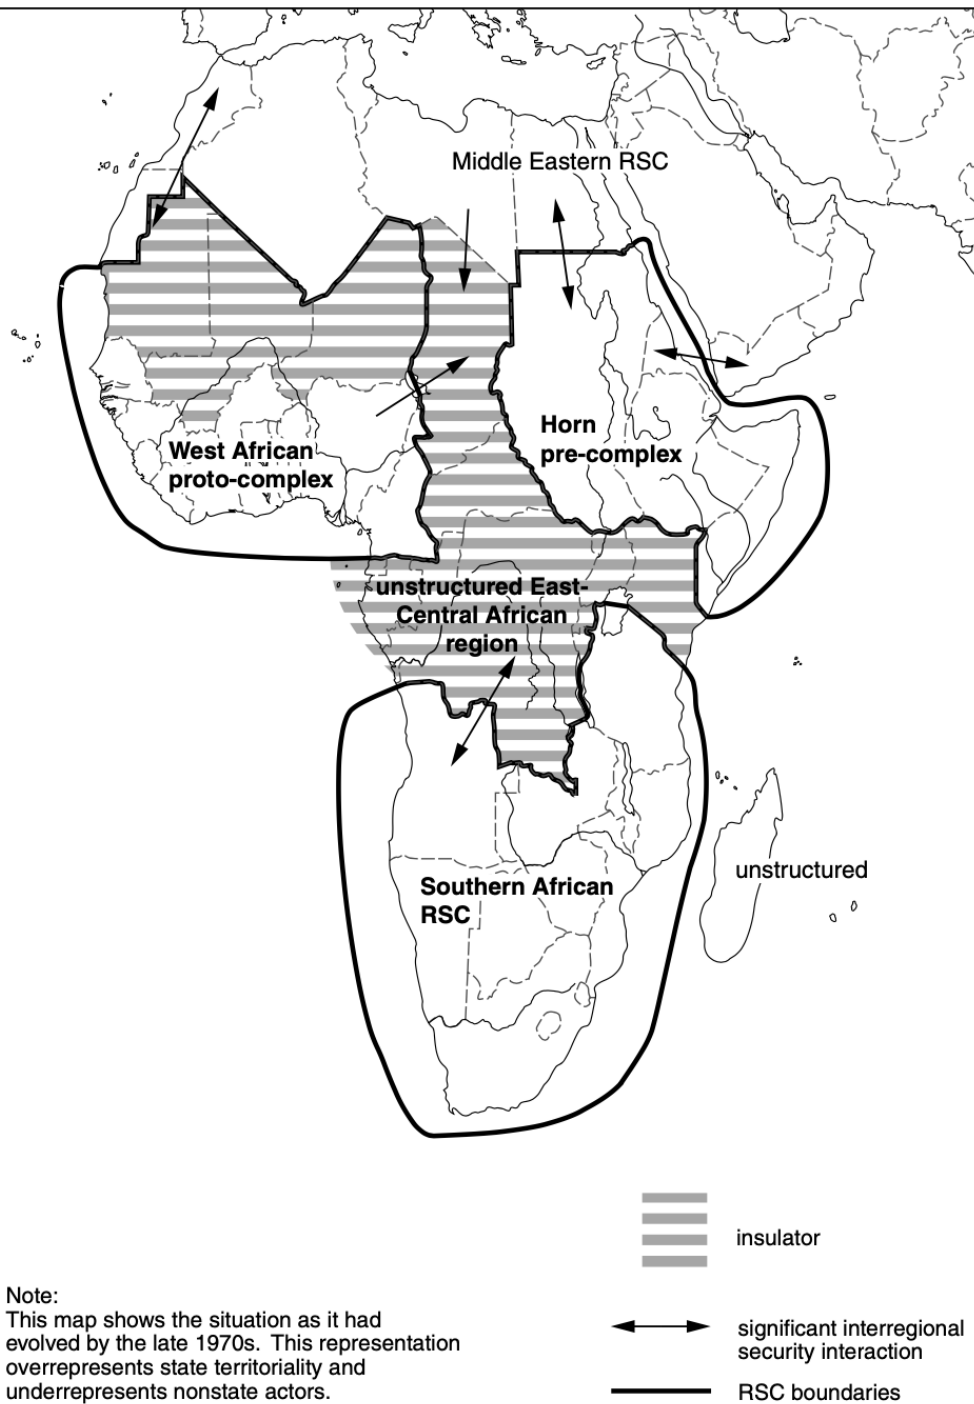 Middle Eastern RSC
Horn
pre-complex
West African
proto-complex
unstructured East-
Central African
region
unstructured
Southern African
RSC
insulator
Note:
This map shows the situation as it had
evolved by the late 1970s. This representation
overrepresents state territoriality and
underrepresents nonstate actors.
significant interregional
security interaction
RSC boundaries